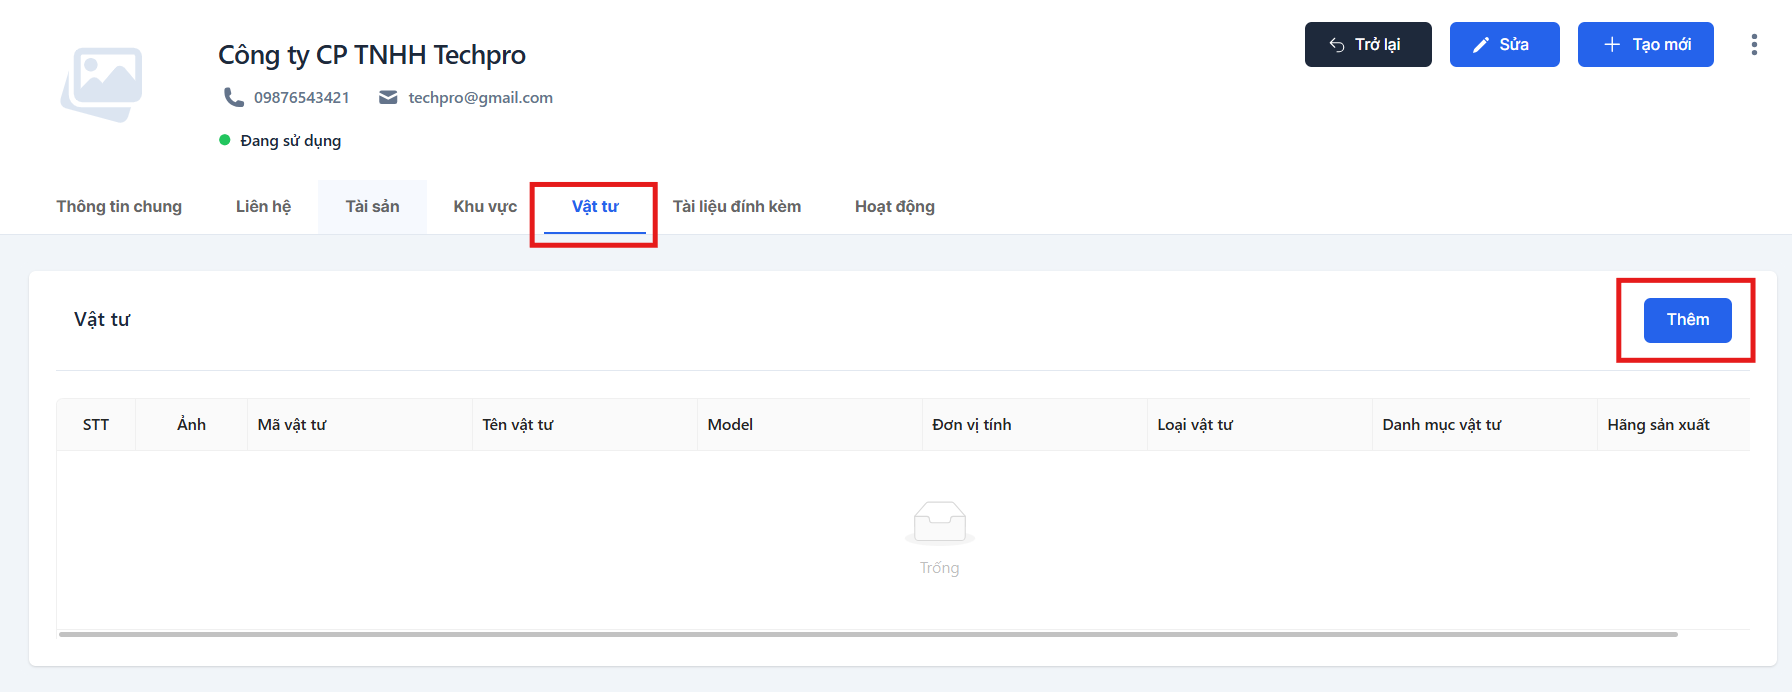 Công ty CP TNHH Techpro
Trở lại
Sửa
Tạo mới
09876543421
techpro@gmail.com
Đang sử dụng
Thông tin chung
Liên hệ
Tài sản
Khu vực
Vật tư
Tài liệu đính kèm
Hoạt động
Vật tư
Thêm
STT
Ảnh
Mã vật tư
Tên vật tư
Model
Đơn vị tính
Loại vật tư
Danh mục vật tư
Hãng sản xuất
Trống